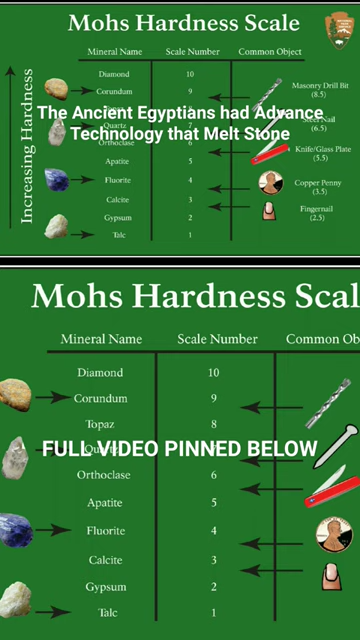 Mohs Hardness Scale
Mineral Name Scale Number Common Object
Diamond 10
Corundum 9
Masonry Drill Bit
(8.5)
8
The Ancient Egyptians had Advance
Technology that Melt Stone
Quartz 7
Steel Nail
(6.5)
Orthoclase 6
Knife/Glass Plate
(5.5)
Apatite 5
Fluorite 4
Copper Penny
(3.5)
Calcite 3
Fingernail
(2.5)
Gypsum 2
Talc 1
Increasing Hardness
Mohs Hardness Scal
Mineral Name Scale Number Common Ob
Diamond 10
Corundum 9
Topaz 8
Quartz
FULL VIDEO PINNED BELOW
Orthoclase 6
Apatite 5
Fluorite 4
Calcite 3
Gypsum 2
Talc 1